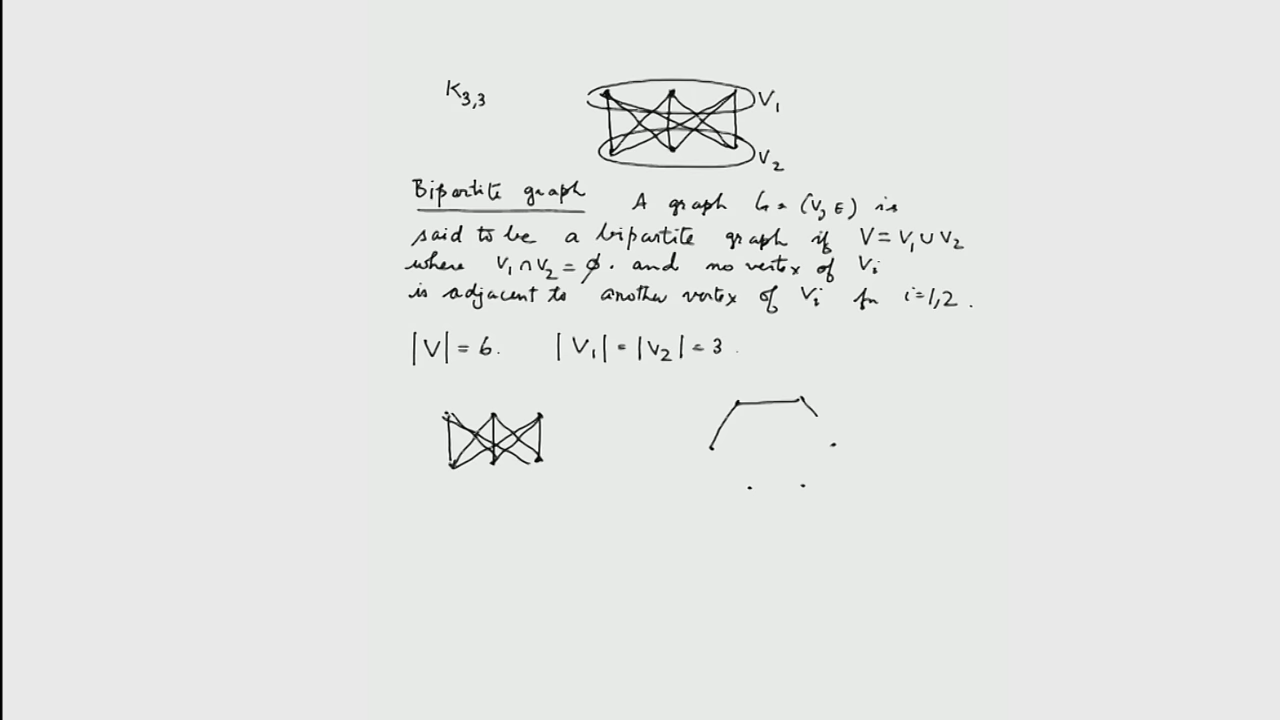 K₃,₃
V₁
V₂
Bipartite graph A graph G = (V, E) is
said to be a bipartite graph if V = V₁ ∪ V₂
where V₁ ∩ V₂ = ϕ. and no vertex of Vᵢ
is adjacent to another vertex of Vᵢ for i=1,2.
|V| = 6. |V₁| = |V₂| = 3.